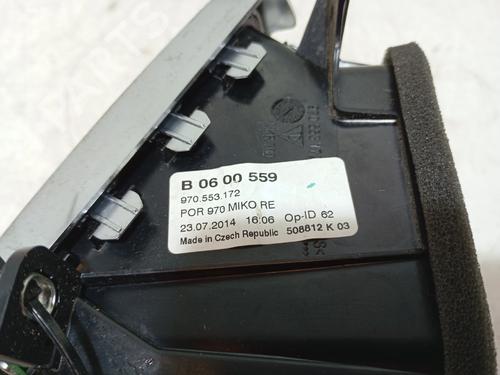 B 06 00 559
970.553.172
POR 970 MIKO RE
23.07.2014 16:06 Op-ID 62
Made in Czech Republic 508812 K 03